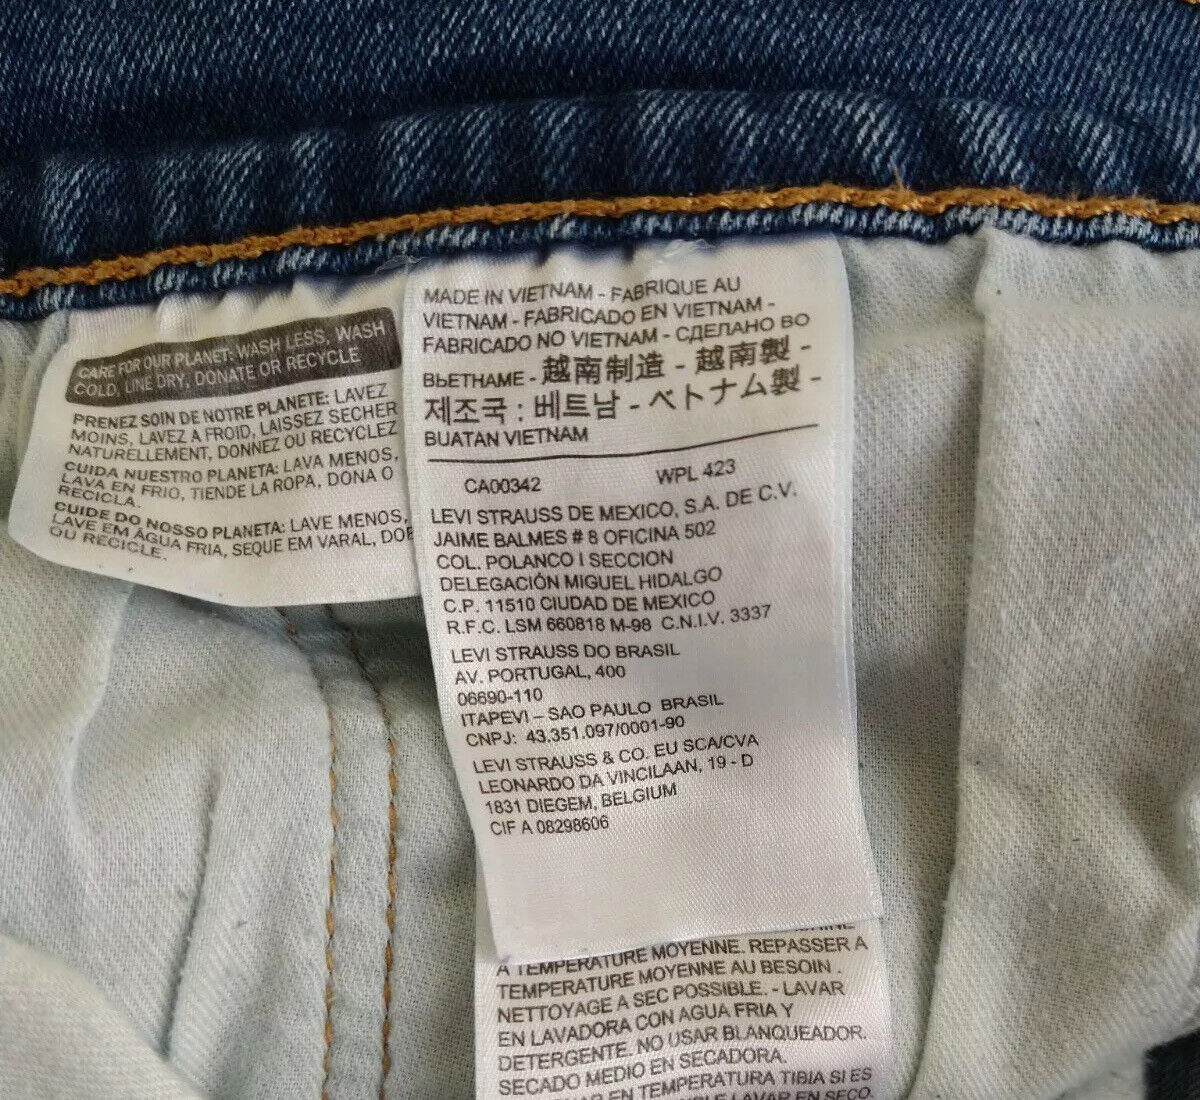 CARE FOR OUR PLANET: WASH LESS, WASH
COLD, LINE DRY, DONATE OR RECYCLE
PRENEZ SOIN DE NOTRE PLANETE: LAVEZ
MOINS, LAVEZ A FROID, LAISSEZ SECHER
NATURELLEMENT, DONNEZ OU RECYCLEZ
CUIDA NUESTRO PLANETA: LAVA MENOS,
LAVA EN FRIO, TIENDE LA ROPA, DONA O
RECICLA.
CUIDE DO NOSSO PLANETA: LAVE MENOS,
LAVE EM ÁGUA FRIA, SEQUE EM VARAL,
OU RECICLE.
MADE IN VIETNAM - FABRIQUE AU
VIETNAM - FABRICADO EN VIETNAM -
FABRICADO NO VIETNAM - СДЕЛАНО ВО
ВЬЕТНАМЕ - 越南制造 - 越南製 -
제조국 : 베트남 - ベトナム製 -
BUATAN VIETNAM
CA00342 WPL 423
LEVI STRAUSS DE MEXICO, S.A. DE C.V.
JAIME BALMES # 8 OFICINA 502
COL. POLANCO I SECCION
DELEGACIÓN MIGUEL HIDALGO
C.P. 11510 CIUDAD DE MEXICO
R.F.C. LSM 660818 M-98 C.N.I.V. 3337
LEVI STRAUSS DO BRASIL
AV. PORTUGAL, 400
06690-110
ITAPEVI – SAO PAULO BRASIL
CNPJ: 43.351.097/0001-90
LEVI STRAUSS & CO. EU SCA/CVA
LEONARDO DA VINCILAAN, 19 - D
1831 DIEGEM, BELGIUM
CIF A 08298606
A TEMPERATURE MOYENNE. REPASSER A
TEMPERATURE MOYENNE AU BESOIN .
NETTOYAGE A SEC POSSIBLE. - LAVAR
EN LAVADORA CON AGUA FRIA Y
DETERGENTE. NO USAR BLANQUEADOR.
SECADO MEDIO EN SECADORA.
EN TEMPERATURA TIBIA SI ES
LAVAR EN SECO.